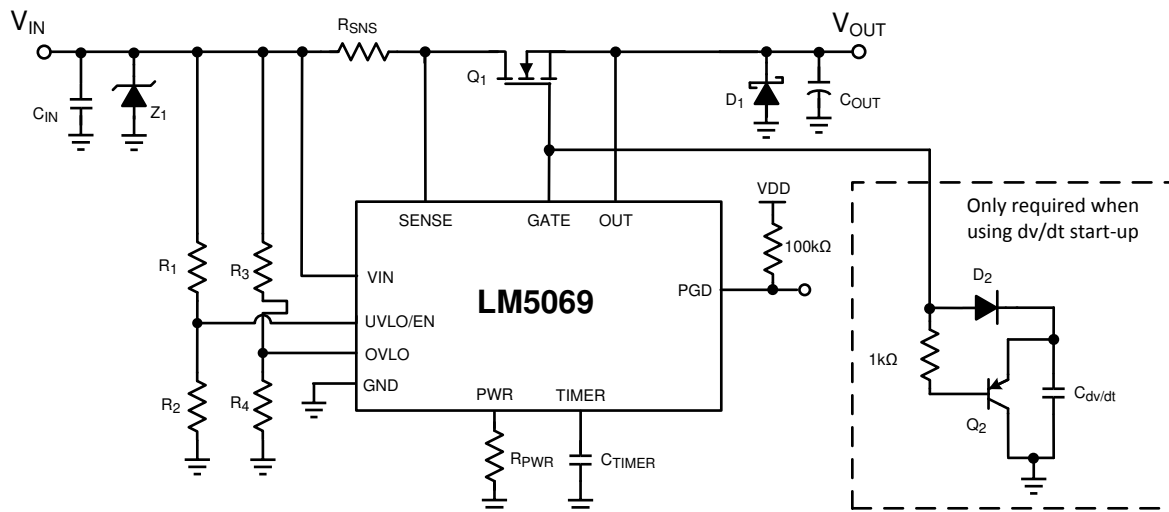 VIN
RSNS
VOUT
Q1
CIN
Z1
D1
COUT
SENSE
GATE
OUT
VDD
100kΩ
Only required when
using dv/dt start-up
R1
R3
VIN
LM5069
PGD
D2
UVLO/EN
1kΩ
OVLO
GND
R2
R4
PWR
TIMER
Q2
Cdv/dt
RPWR
CTIMER